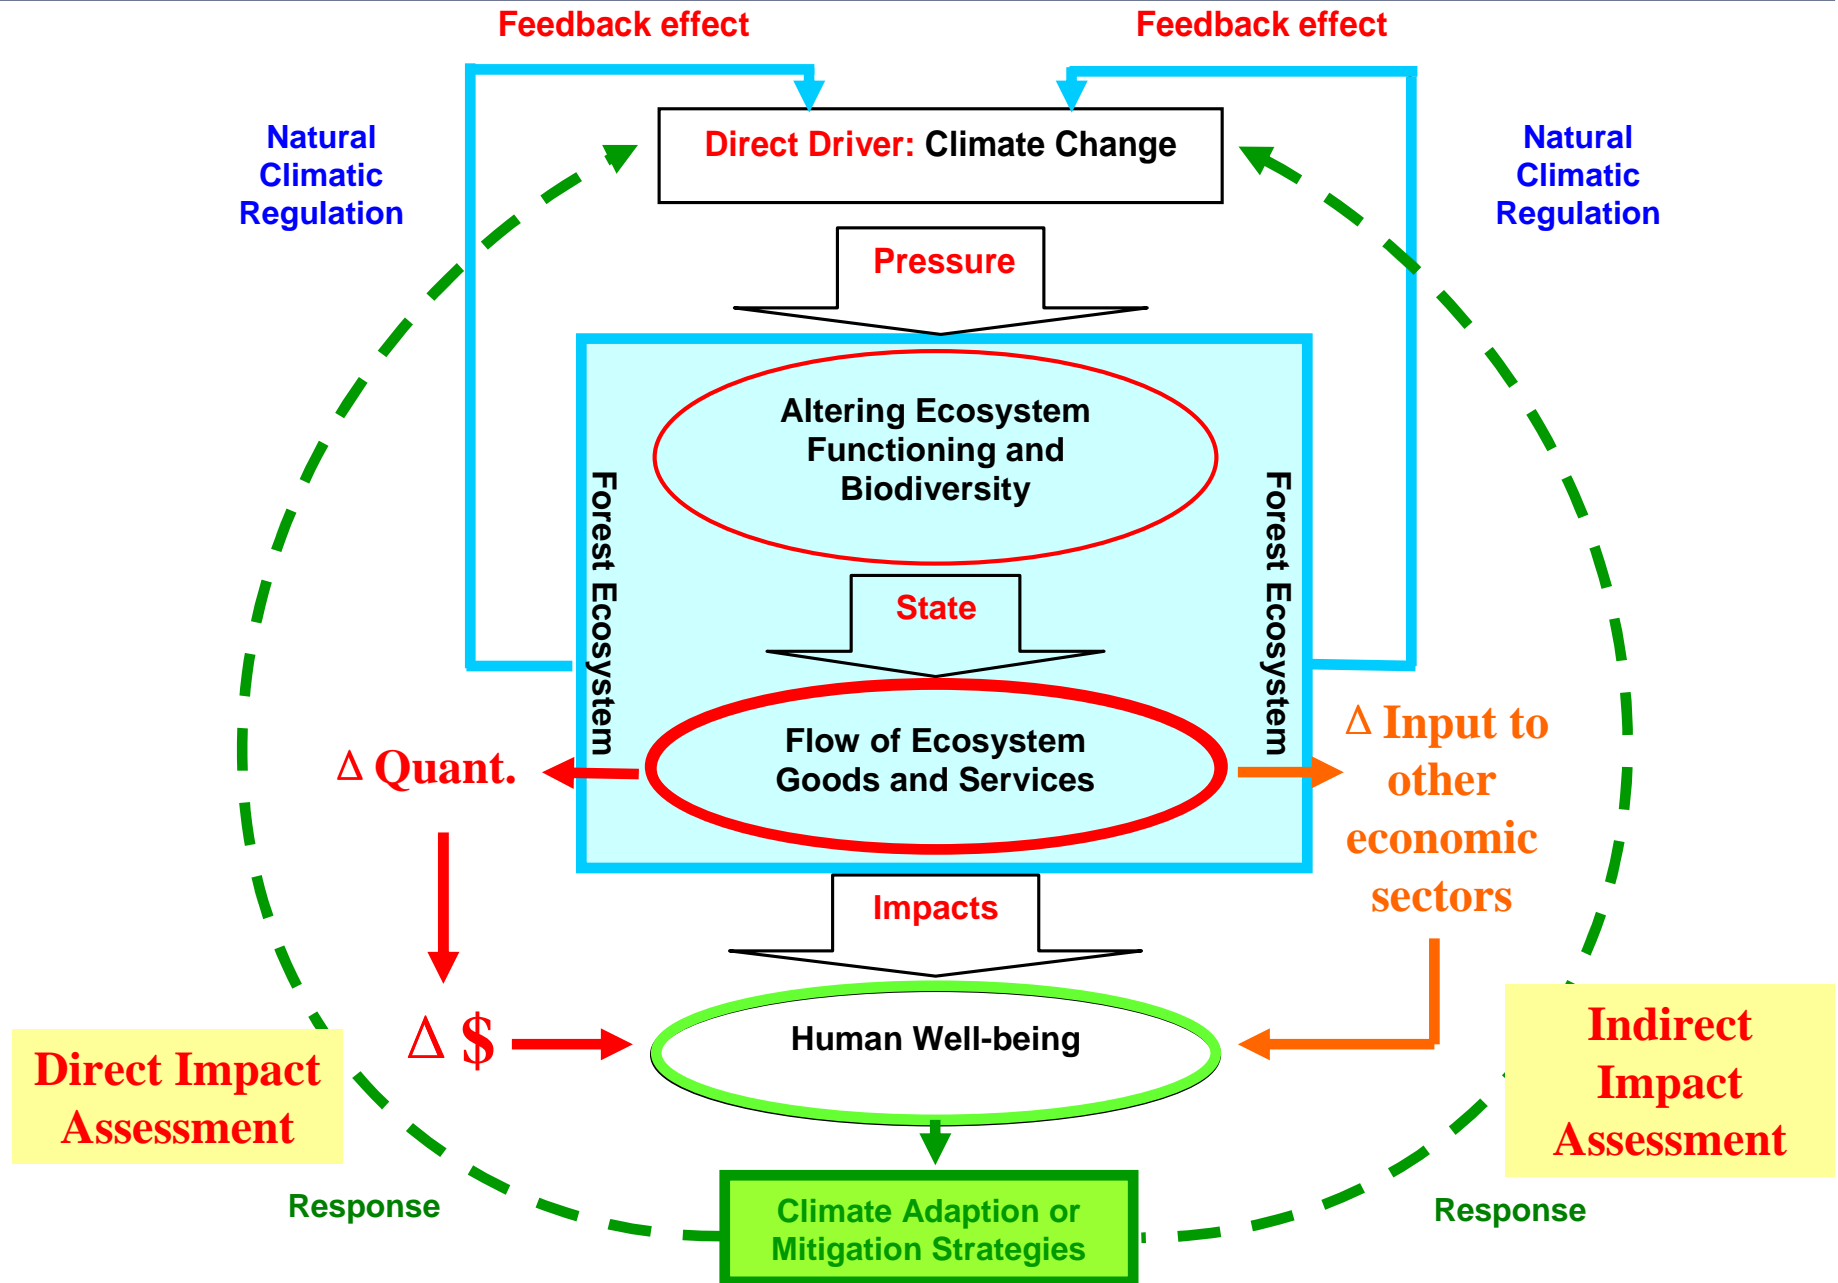 Feedback effect
Feedback effect
Natural
Climatic
Regulation
Direct Driver: Climate Change
Natural
Climatic
Regulation
Pressure
Altering Ecosystem
Functioning and
Biodiversity
Forest Ecosystem
Forest Ecosystem
State
Flow of Ecosystem
Goods and Services
Δ Quant.
Δ Input to
other
economic
sectors
Impacts
Δ $
Human Well-being
Direct Impact
Assessment
Indirect
Impact
Assessment
Response
Climate Adaption or
Mitigation Strategies
Response